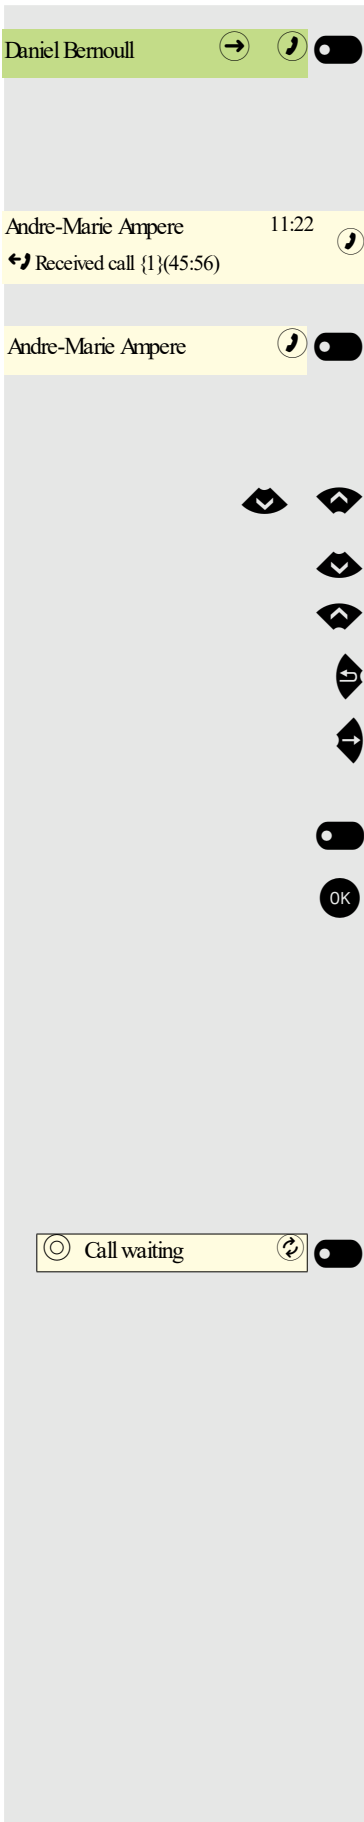 Daniel Bernoull
Andre-Marie Ampere 11:22
Received call {1}(45:56)
Andre-Marie Ampere
OK
Call waiting